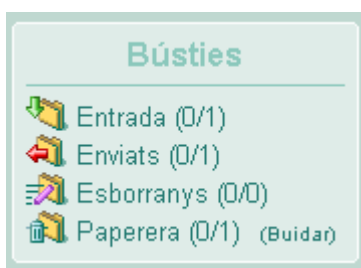 Bústies
Entrada (0/1)
Enviats (0/1)
Esborranys (0/0)
Paperera (0/1) (Buidar)